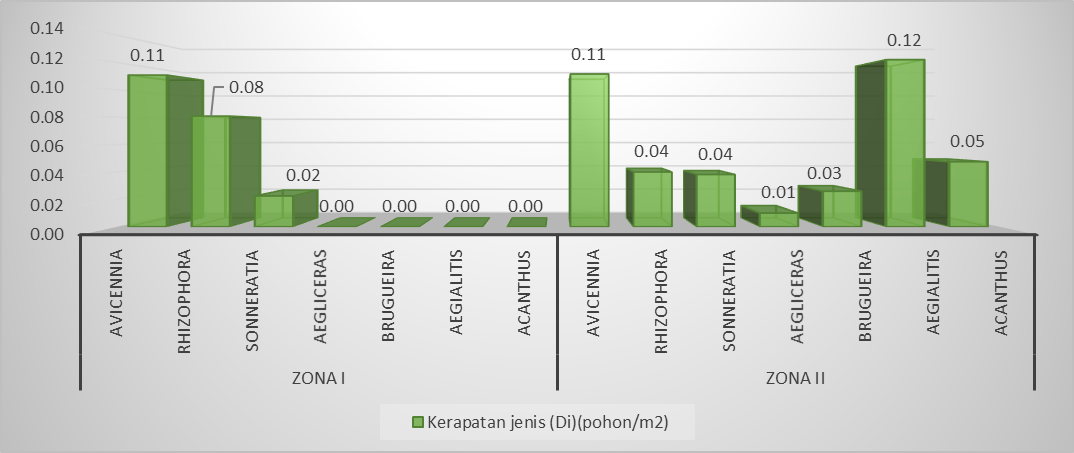 0.14
0.12
0.10
0.08
0.06
0.04
0.02
0.00
0.11
0.08
0.02
0.00
0.00
0.00
0.00
0.11
0.04
0.04
0.01
0.03
0.12
0.05
AVICENNIA
RHIZOPHORA
SONNERATIA
AEGLICERAS
BRUGUEIRA
AEGIALITIS
ACANTHUS
AVICENNIA
RHIZOPHORA
SONNERATIA
AEGLICERAS
BRUGUEIRA
AEGIALITIS
ACANTHUS
ZONA I
ZONA II
Kerapatan jenis (Di)(pohon/m2)